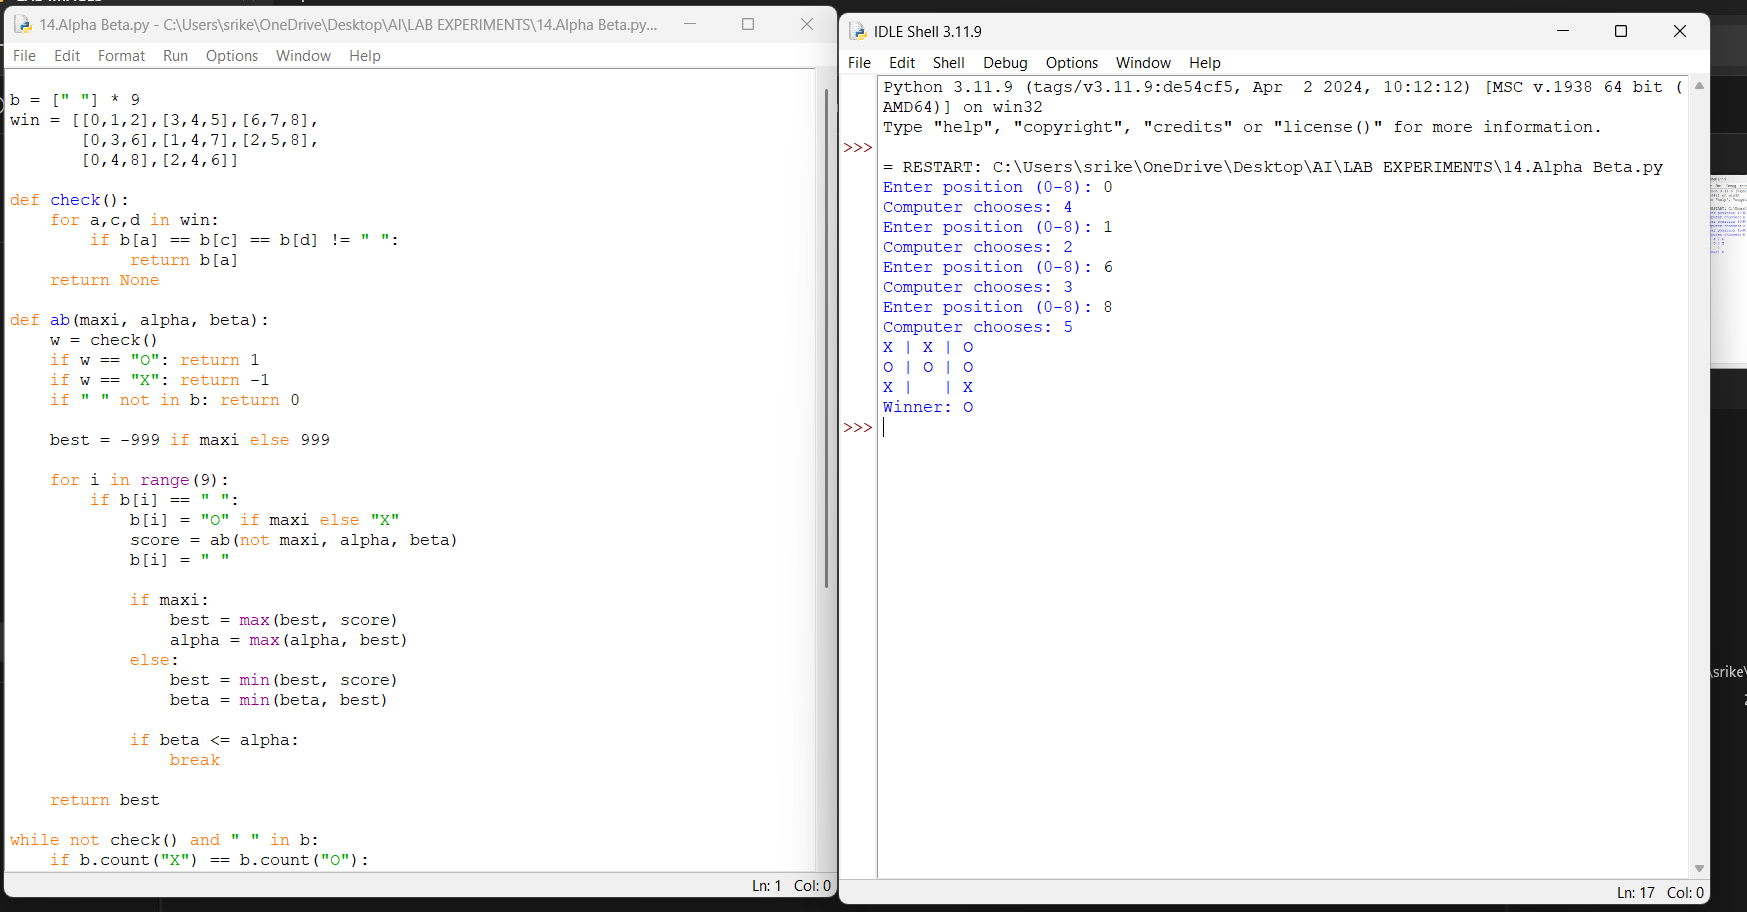 14.Alpha Beta.py - C:\Users\srike\OneDrive\Desktop\AI\LAB EXPERIMENTS\14.Alpha Beta.py...
File Edit Format Run Options Window Help
b = [" "] * 9
win = [[0,1,2],[3,4,5],[6,7,8],
       [0,3,6],[1,4,7],[2,5,8],
       [0,4,8],[2,4,6]]
def check():
    for a,c,d in win:
        if b[a] == b[c] == b[d] != " ":
            return b[a]
    return None
def ab(maxi, alpha, beta):
    w = check()
    if w == "O": return 1
    if w == "X": return -1
    if " " not in b: return 0
    best = -999 if maxi else 999
    for i in range(9):
        if b[i] == " ":
            b[i] = "O" if maxi else "X"
            score = ab(not maxi, alpha, beta)
            b[i] = " "
            if maxi:
                best = max(best, score)
                alpha = max(alpha, best)
            else:
                best = min(best, score)
                beta = min(beta, best)
            if beta <= alpha:
                break
    return best
while not check() and " " in b:
    if b.count("X") == b.count("O"):
Ln: 1 Col: 0
IDLE Shell 3.11.9
File Edit Shell Debug Options Window Help
Python 3.11.9 (tags/v3.11.9:de54cf5, Apr  2 2024, 10:12:12) [MSC v.1938 64 bit (
AMD64)] on win32
Type "help", "copyright", "credits" or "license()" for more information.
>>>
= RESTART: C:\Users\srike\OneDrive\Desktop\AI\LAB EXPERIMENTS\14.Alpha Beta.py
Enter position (0-8): 0
Computer chooses: 4
Enter position (0-8): 1
Computer chooses: 2
Enter position (0-8): 6
Computer chooses: 3
Enter position (0-8): 8
Computer chooses: 5
X | X | O
O | O | O
X |   | X
Winner: O
>>>
Ln: 17 Col: 0
\srike\